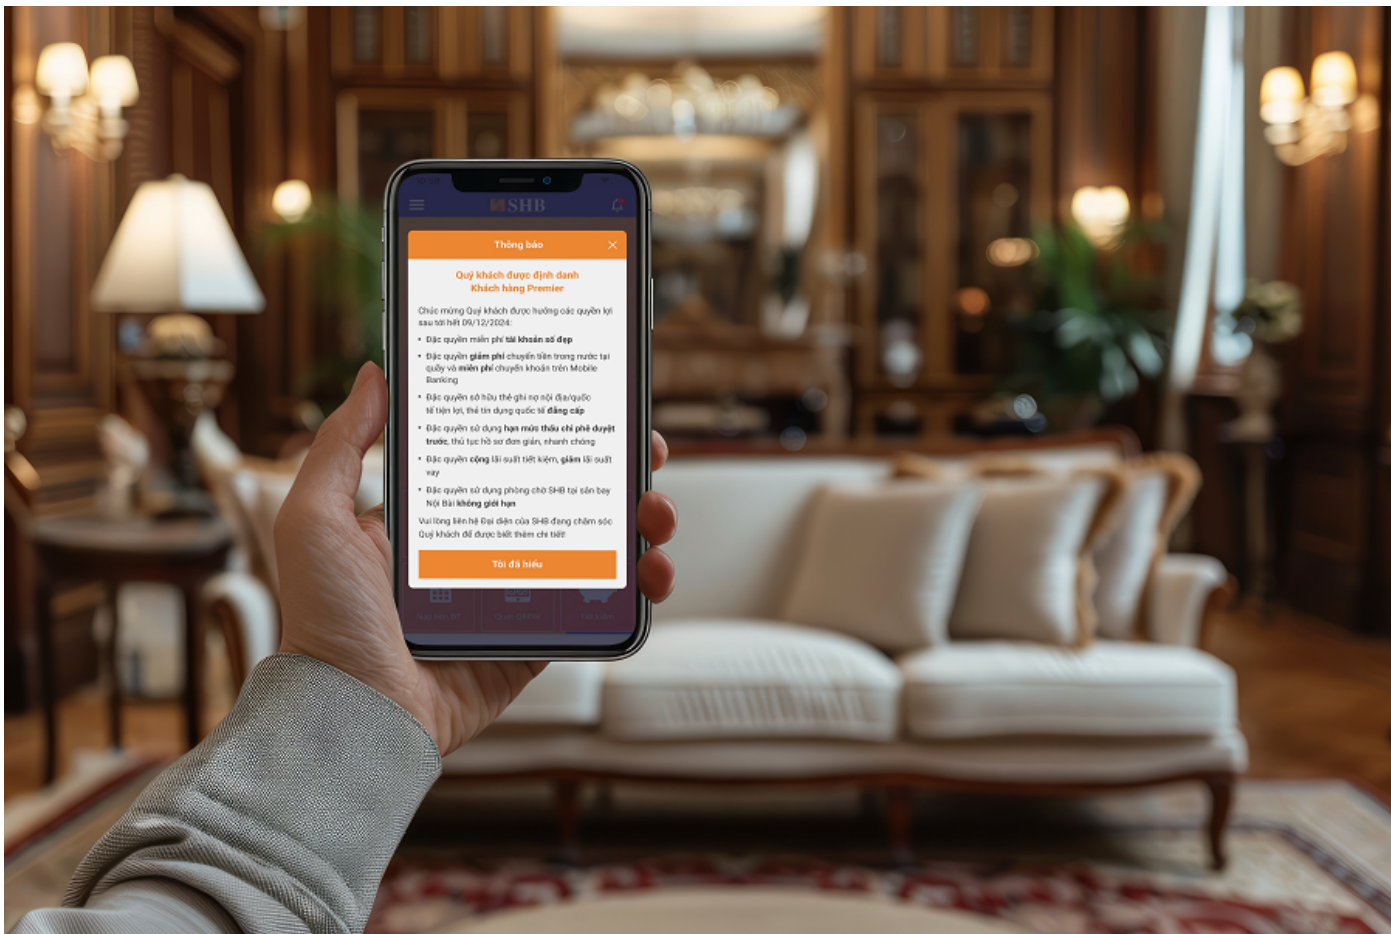 SHB
Thông báo
Quý khách được định danh
Khách hàng Premier
Chúc mừng Quý khách được hưởng các quyền lợi
sau tới hết 09/12/2024:
• Đặc quyền miễn phí tài khoản số đẹp
• Đặc quyền giảm phí chuyển tiền trong nước tại
quầy và miễn phí chuyển khoản trên Mobile
Banking
• Đặc quyền sở hữu thẻ ghi nợ nội địa/quốc
tế tiện lợi, thẻ tín dụng quốc tế đẳng cấp
• Đặc quyền sử dụng hạn mức thấu chi phê duyệt
trước, thủ tục hồ sơ đơn giản, nhanh chóng
• Đặc quyền cộng lãi suất tiết kiệm, giảm lãi suất
vay
• Đặc quyền sử dụng phòng chờ SHB tại sân bay
Nội Bài không giới hạn
Vui lòng liên hệ Đại diện của SHB đang chăm sóc
Quý khách để được biết thêm chi tiết!
Tôi đã hiểu